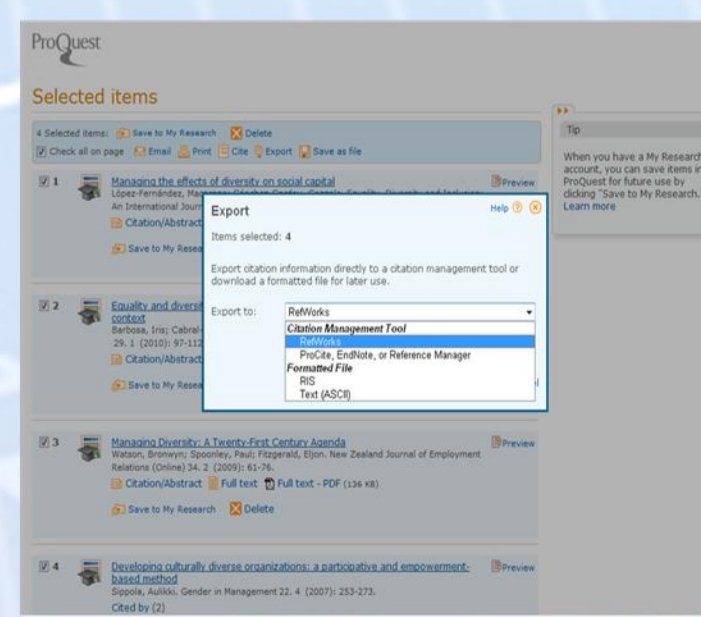 ProQuest
Selected items
4 Selected items: Save to My Research Delete
Check all on page Email Print Cite Export Save as file
Tip
When you have a My Research
account, you can save items in
ProQuest for future use by
clicking "Save to My Research.
Learn more
1 Managing the effects of diversity on social capital Preview
An International Journ
Citation/Abstract
Save to My Resea
Export Help
Items selected: 4
Export citation information directly to a citation management tool or
download a formatted file for later use.
Export to: RefWorks
Citation Management Tool
RefWorks
ProCite, EndNote, or Reference Manager
Formatted File
RIS
Text (ASCII)
2 Equality and diversit
context
Barbosa, Iris; Cabral-
29. 1 (2010): 97-112
Citation/Abstract
Save to My Resea
3 Managing Diversity: A Twenty-First Century Agenda Preview
Watson, Bronwyn; Spoonley, Paul; Fitzgerald, Eljon. New Zealand Journal of Employment
Relations (Online) 34. 2 (2009): 61-76.
Citation/Abstract Full text Full text - PDF (136 KB)
Save to My Research Delete
4 Developing culturally diverse organizations: a participative and empowerment- Preview
based method
Sippola, Aulikki. Gender in Management 22. 4 (2007): 253-273.
Cited by (2)